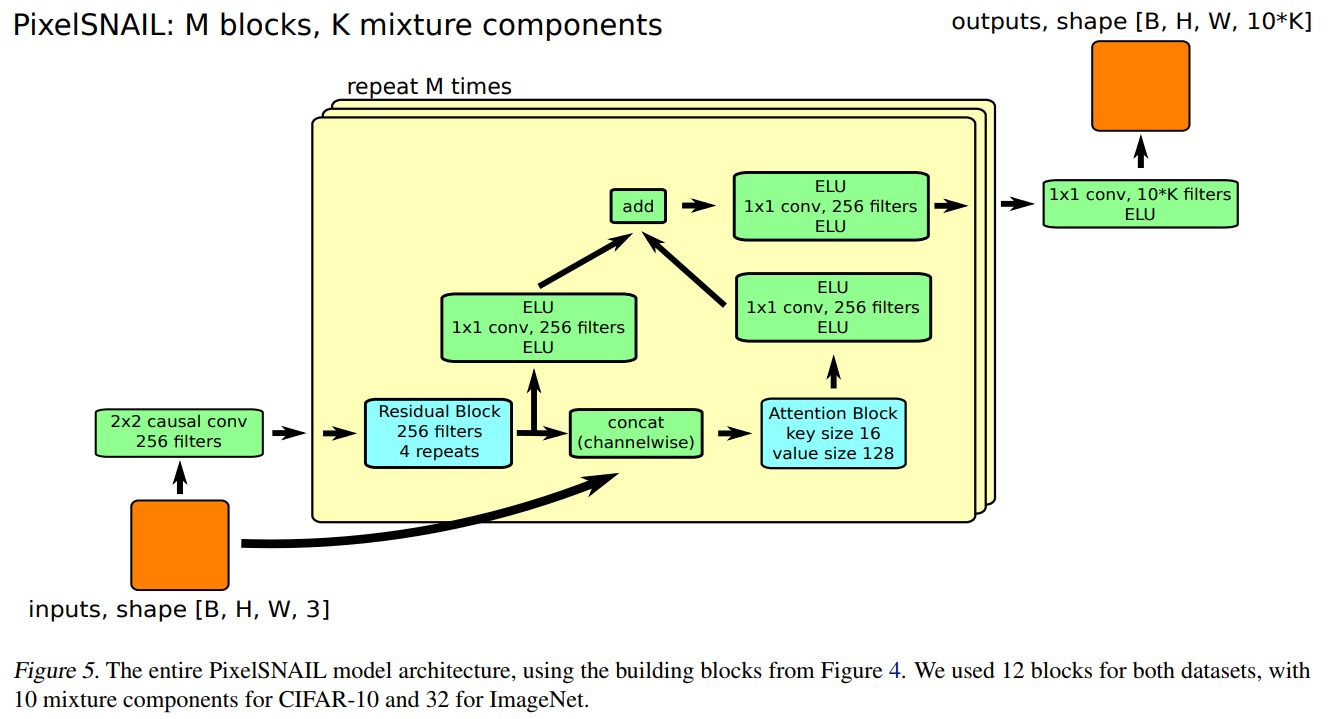 PixelSNAIL: M blocks, K mixture components
outputs, shape [B, H, W, 10*K]
repeat M times
add
ELU
1x1 conv, 256 filters
ELU
1x1 conv, 10*K filters
ELU
ELU
1x1 conv, 256 filters
ELU
ELU
1x1 conv, 256 filters
ELU
2x2 causal conv
256 filters
Residual Block
256 filters
4 repeats
concat
(channelwise)
Attention Block
key size 16
value size 128
inputs, shape [B, H, W, 3]
Figure 5. The entire PixelSNAIL model architecture, using the building blocks from Figure 4. We used 12 blocks for both datasets, with
10 mixture components for CIFAR-10 and 32 for ImageNet.